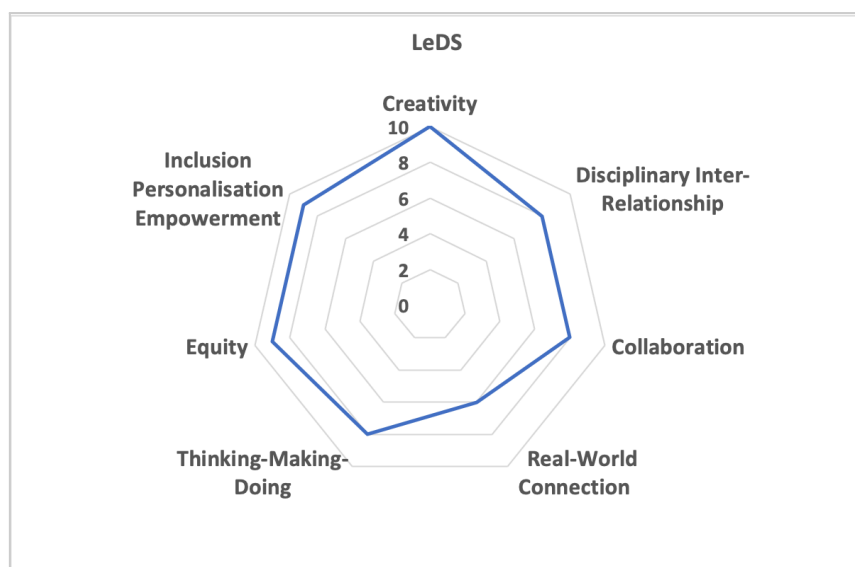 LeDS
Creativity
10
8
6
4
2
0
Disciplinary Inter-
Relationship
Collaboration
Real-World
Connection
Thinking-Making-
Doing
Equity
Inclusion
Personalisation
Empowerment